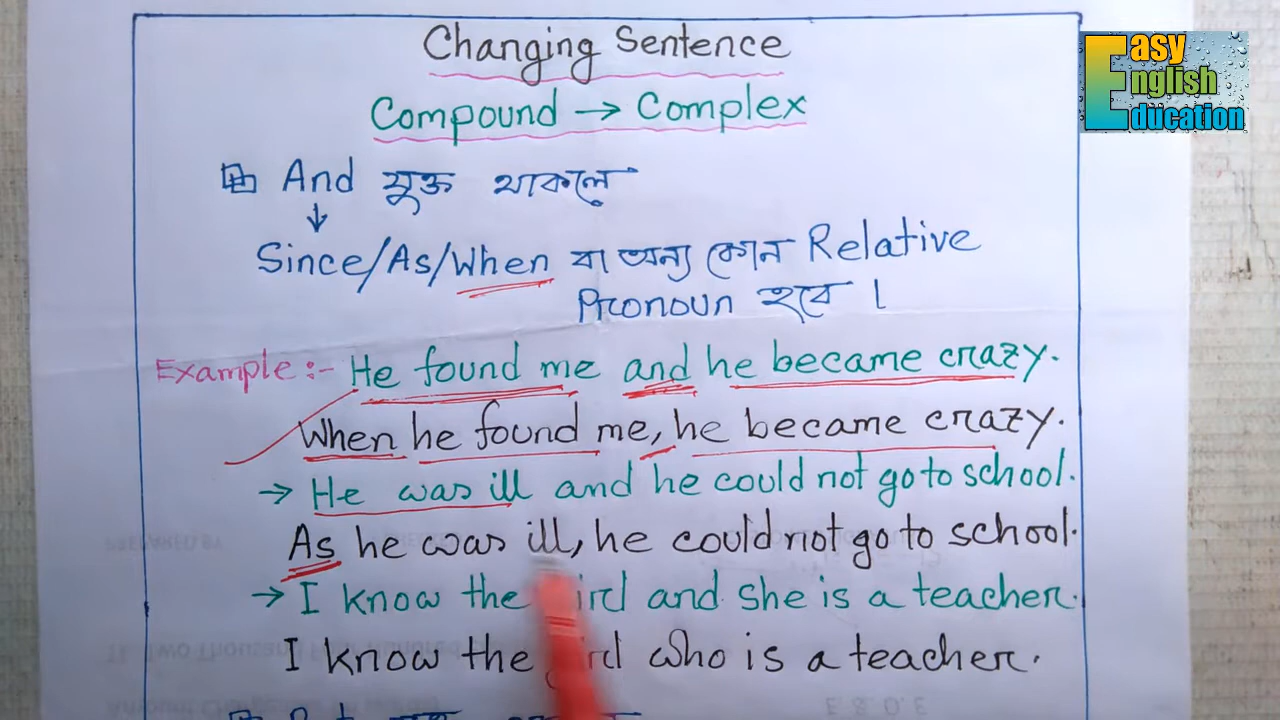 Changing Sentence
Easy
English
Education
Compound → Complex
And যুক্ত থাকলে
↓
Since/As/When বা অন্য কোন Relative
Pronoun হবে।
Example:- He found me and he became crazy.
When he found me, he became crazy.
→ He was ill and he could not go to school.
As he was ill, he could not go to school.
→ I know the and she is a teacher.
I know the who is a teacher.